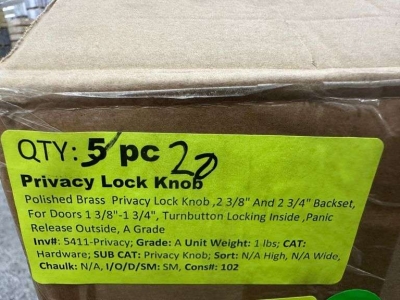 QTY: 5 pc 20
Privacy Lock Knob
Polished Brass Privacy Lock Knob ,2 3/8" And 2 3/4" Backset,
For Doors 1 3/8"-1 3/4", Turnbutton Locking Inside ,Panic
Release Outside, A Grade
Inv#: 5411-Privacy; Grade: A Unit Weight: 1 lbs; CAT:
Hardware; SUB CAT: Privacy Knob; Sort: N/A High, N/A Wide,
Chaulk: N/A, I/O/D/SM: SM, Cons#: 102